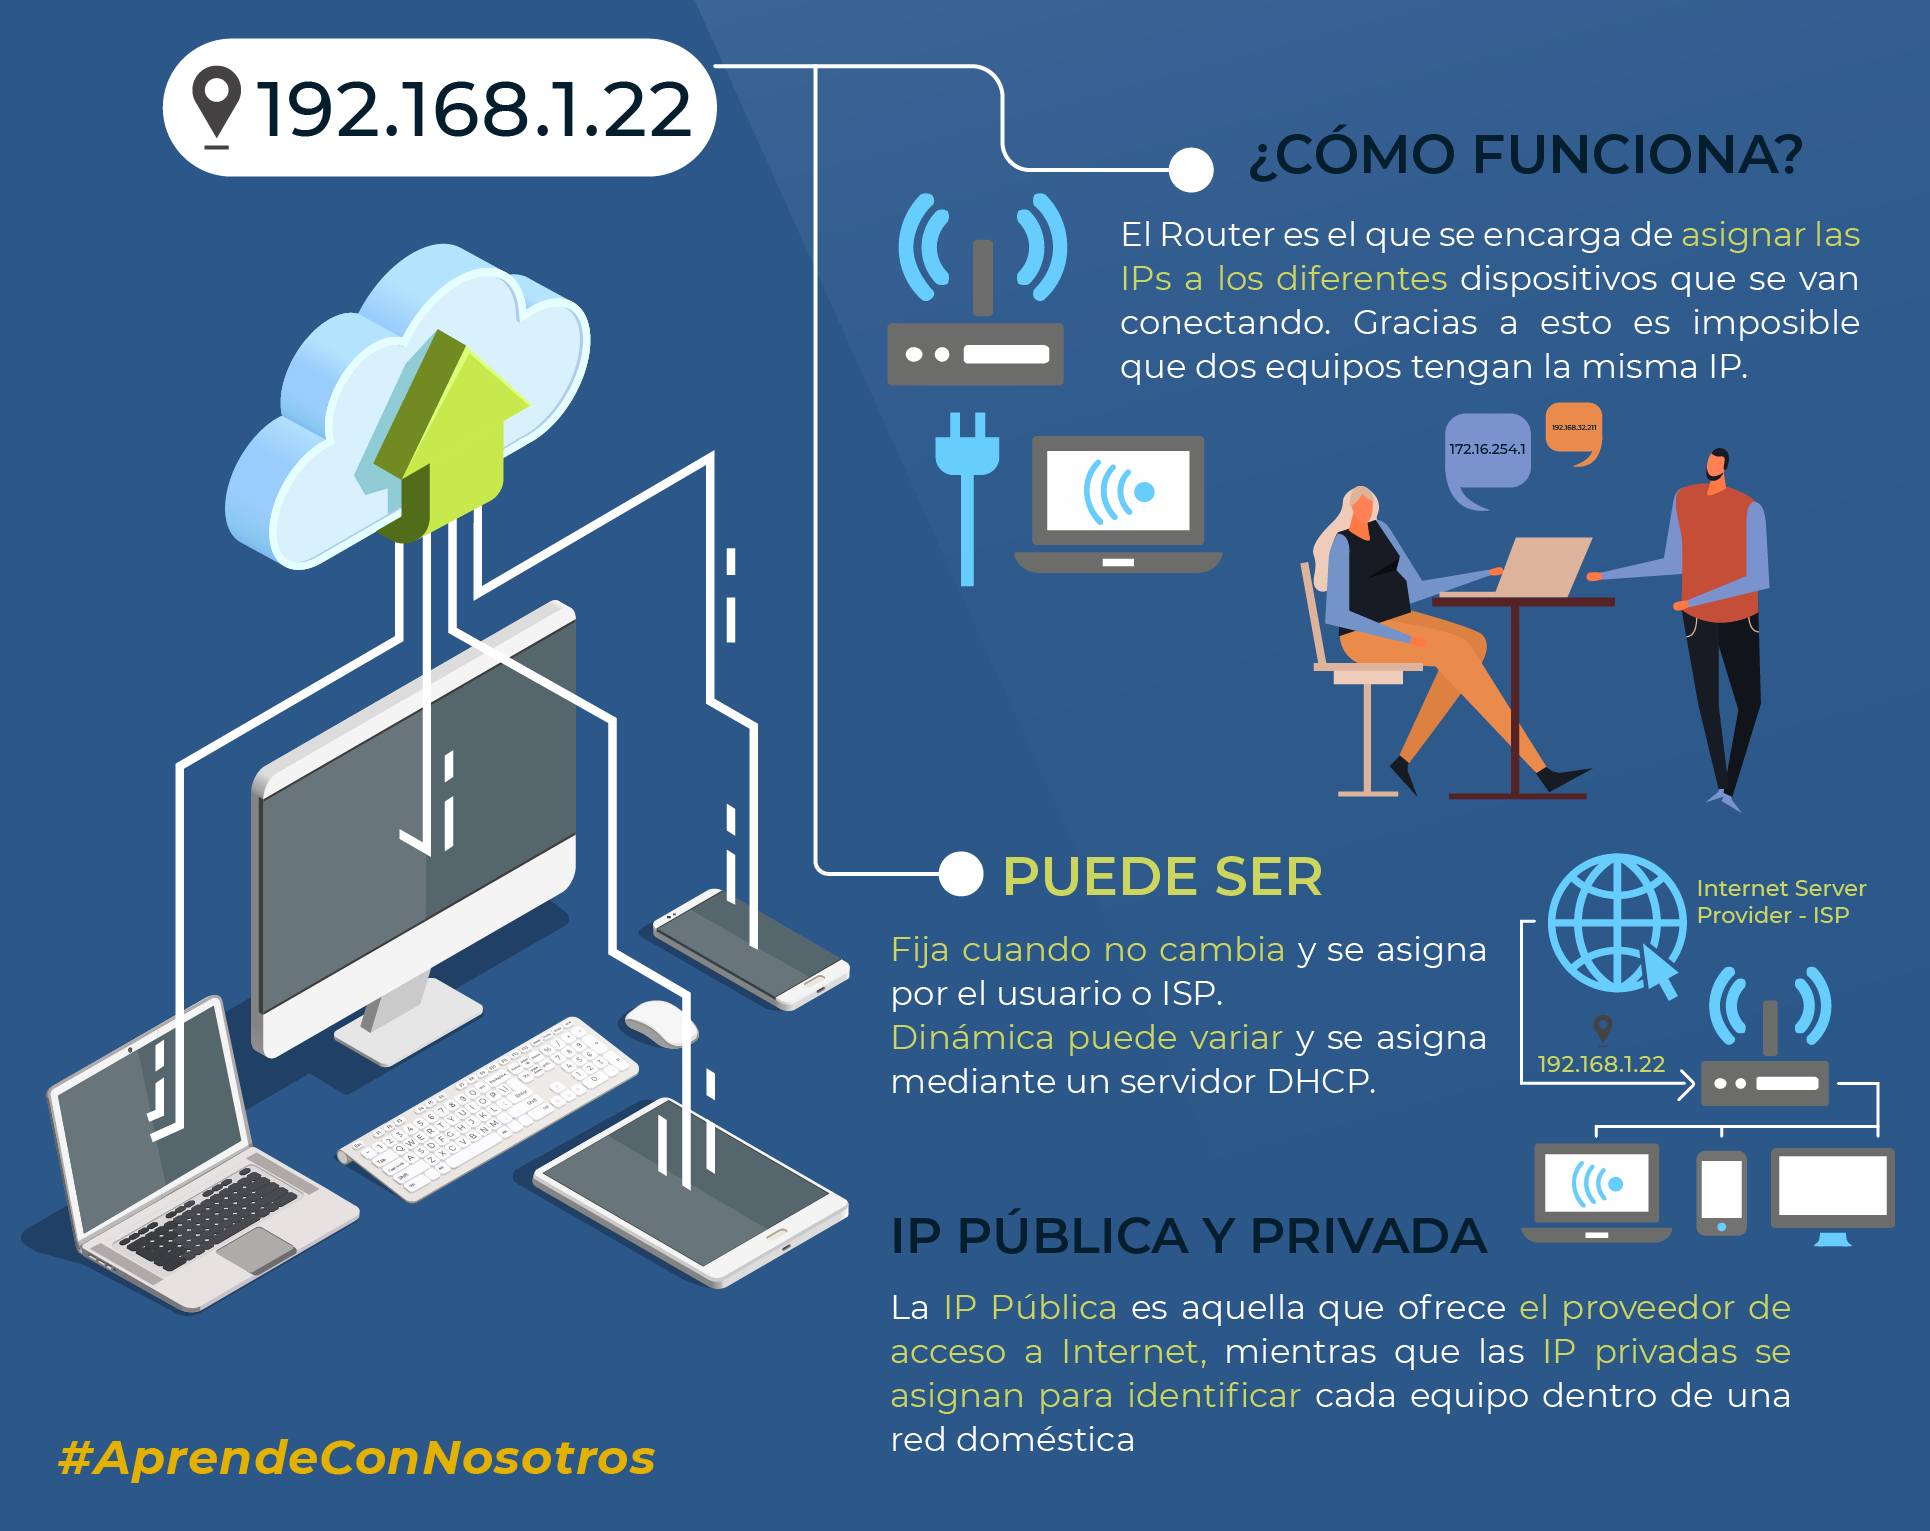 192.168.1.22
¿CÓMO FUNCIONA?
El Router es el que se encarga de asignar las
IPs a los diferentes dispositivos que se van
conectando. Gracias a esto es imposible
que dos equipos tengan la misma IP.
172.16.254.1
192.168.32.211
PUEDE SER
Fija cuando no cambia y se asigna
por el usuario o ISP.
Dinámica puede variar y se asigna
mediante un servidor DHCP.
Internet Server
Provider - ISP
192.168.1.22
IP PÚBLICA Y PRIVADA
La IP Pública es aquella que ofrece el proveedor de
acceso a Internet, mientras que las IP privadas se
asignan para identificar cada equipo dentro de una
red doméstica
#AprendeConNosotros